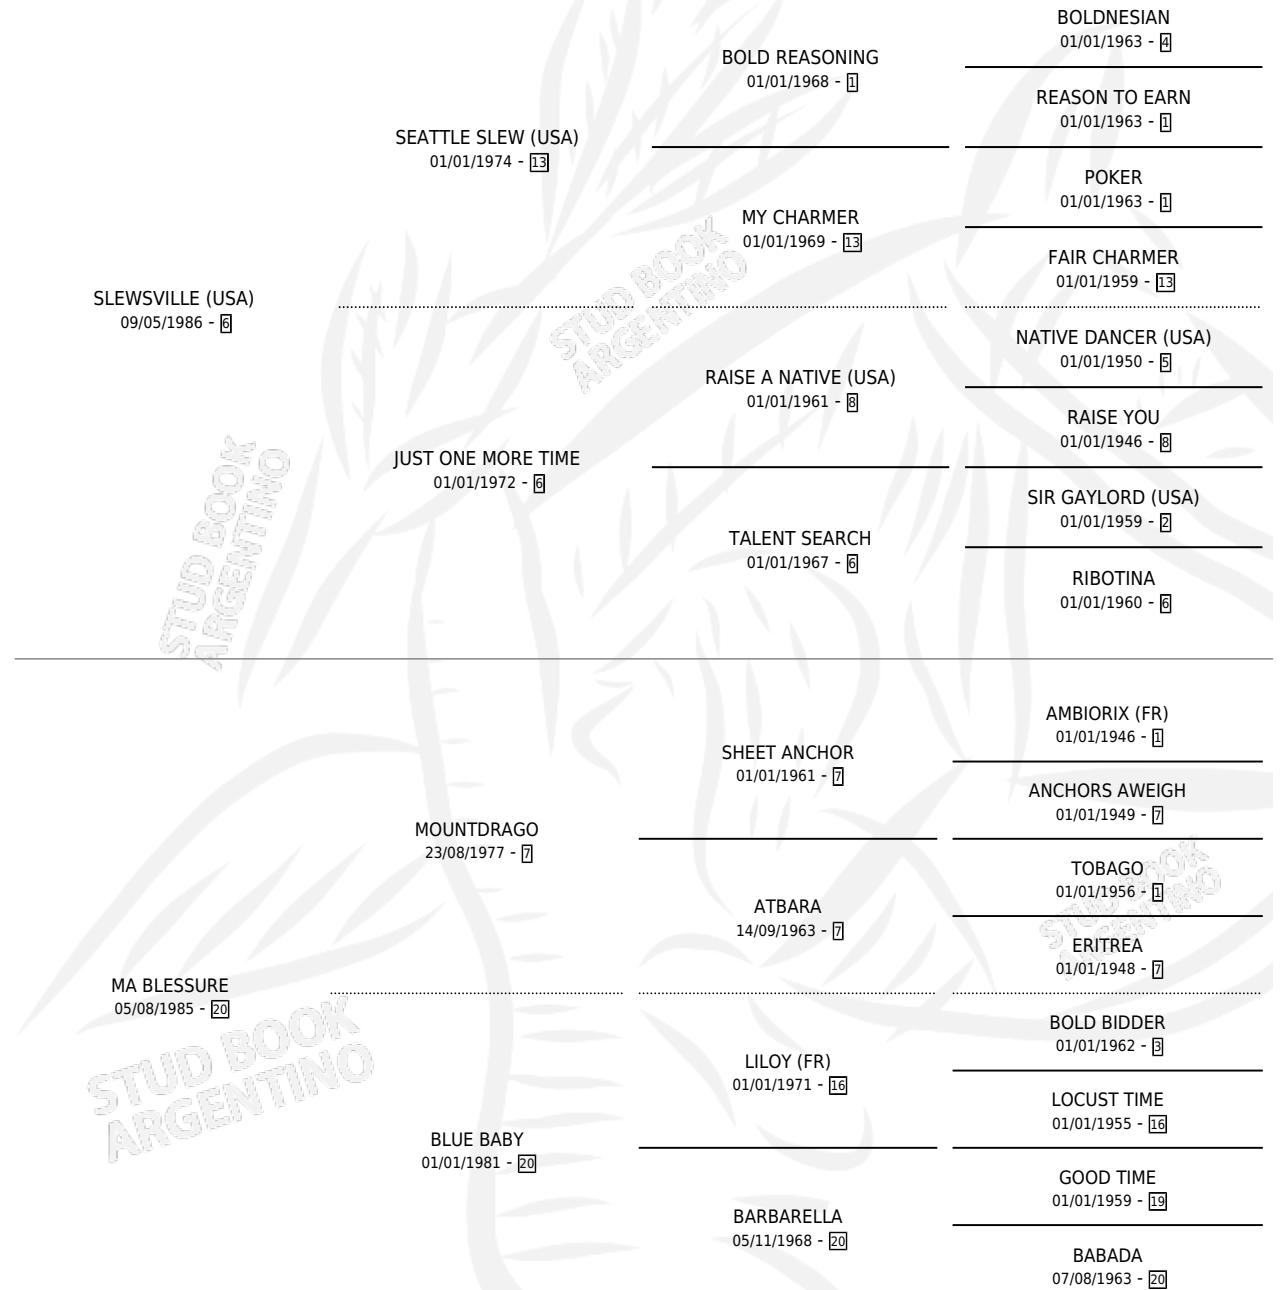 BOLDNESIAN
01/01/1963 - 4
BOLD REASONING
01/01/1968 - 1
REASON TO EARN
01/01/1963 - 1
SEATTLE SLEW (USA)
01/01/1974 - 13
POKER
01/01/1963 - 1
MY CHARMER
01/01/1969 - 13
FAIR CHARMER
01/01/1959 - 13
SLEWSVILLE (USA)
09/05/1986 - 6
STUD BOOK
ARGENTINO
NATIVE DANCER (USA)
01/01/1950 - 5
RAISE A NATIVE (USA)
01/01/1961 - 8
RAISE YOU
01/01/1946 - 8
JUST ONE MORE TIME
01/01/1972 - 6
SIR GAYLORD (USA)
01/01/1959 - 2
TALENT SEARCH
01/01/1967 - 6
RIBOTINA
01/01/1960 - 6
STUD BOOK
ARGENTINO
AMBIORIX (FR)
01/01/1946 - 1
SHEET ANCHOR
01/01/1961 - 7
ANCHORS AWEIGH
01/01/1949 - 7
MOUNTDRAGO
23/08/1977 - 7
TOBAGO
01/01/1956 - 1
ATBARA
14/09/1963 - 7
STUD BOOK
ARGENTINO
ERITREA
01/01/1948 - 7
MA BLESSURE
05/08/1985 - 20
BOLD BIDDER
01/01/1962 - 3
LILOY (FR)
01/01/1971 - 16
STUD BOOK
ARGENTINO
LOCUST TIME
01/01/1955 - 16
BLUE BABY
01/01/1981 - 20
GOOD TIME
01/01/1959 - 19
BARBARELLA
05/11/1968 - 20
BABADA
07/08/1963 - 20